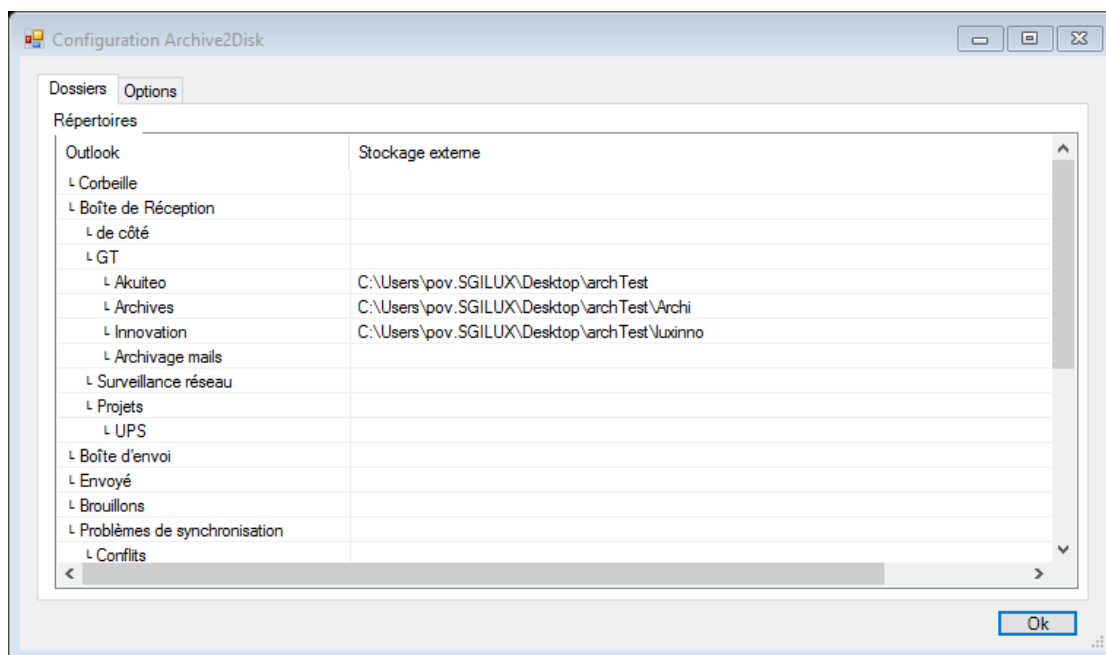 Configuration Archive2Disk
Dossiers Options
Répertoires
Outlook Stockage externe
Corbeille
Boîte de Réception
de côté
GT
Akuiteo C:\Users\pov.SGILUX\Desktop\archTest
Archives C:\Users\pov.SGILUX\Desktop\archTest\Archi
Innovation C:\Users\pov.SGILUX\Desktop\archTest\luxinno
Archivage mails
Surveillance réseau
Projets
UPS
Boîte d'envoi
Envoyé
Brouillons
Problèmes de synchronisation
Conflits
Ok